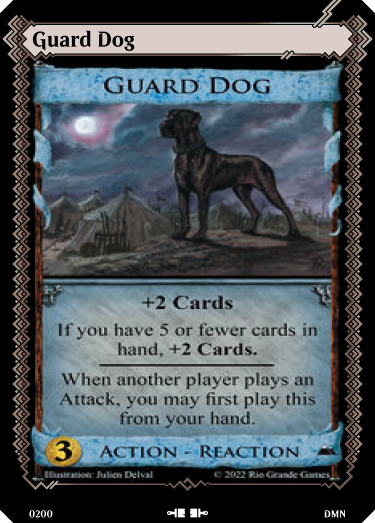 Guard Dog
GUARD DOG
+2 Cards
If you have 5 or fewer cards in
hand, +2 Cards.
When another player plays an
Attack, you may first play this
from your hand.
3
ACTION - REACTION
Illustration: Julien Delval
© 2022 Rio Grande Games
0200
DMN